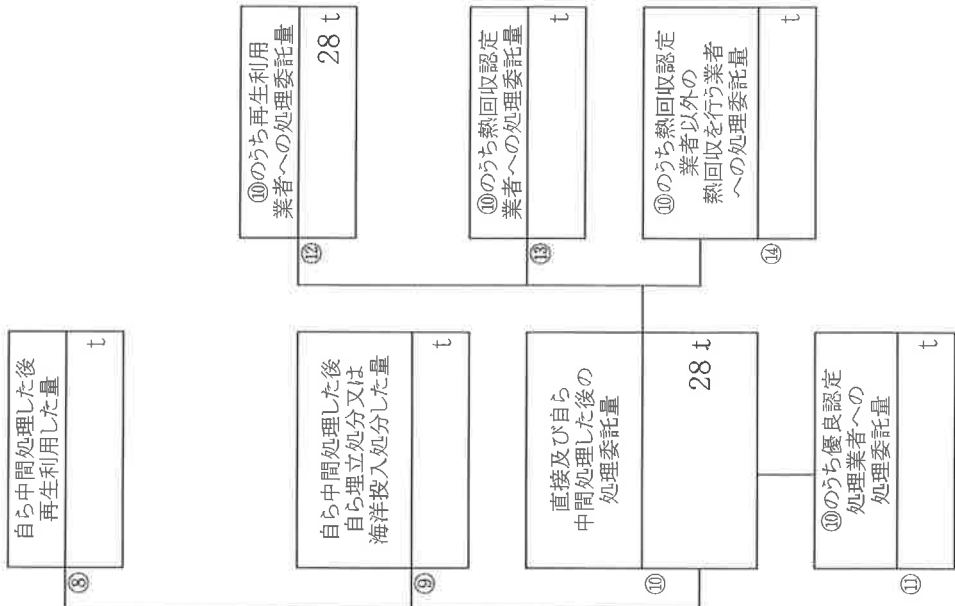 ⑧
自ら中間処理した後
再生利用した量
t
⑨
自ら中間処理した後
自ら埋立処分又は
海洋投入処分した量
t
⑩
直接及び自ら
中間処理した後の
処理委託量
28 t
⑪
⑩のうち優良認定
処理業者への
処理委託量
t
⑫
⑩のうち再生利用
業者への処理委託量
28 t
⑬
⑩のうち熱回収認定
業者への処理委託量
t
⑭
⑩のうち熱回収認定
業者以外の
熱回収を行う業者
への処理委託量
t